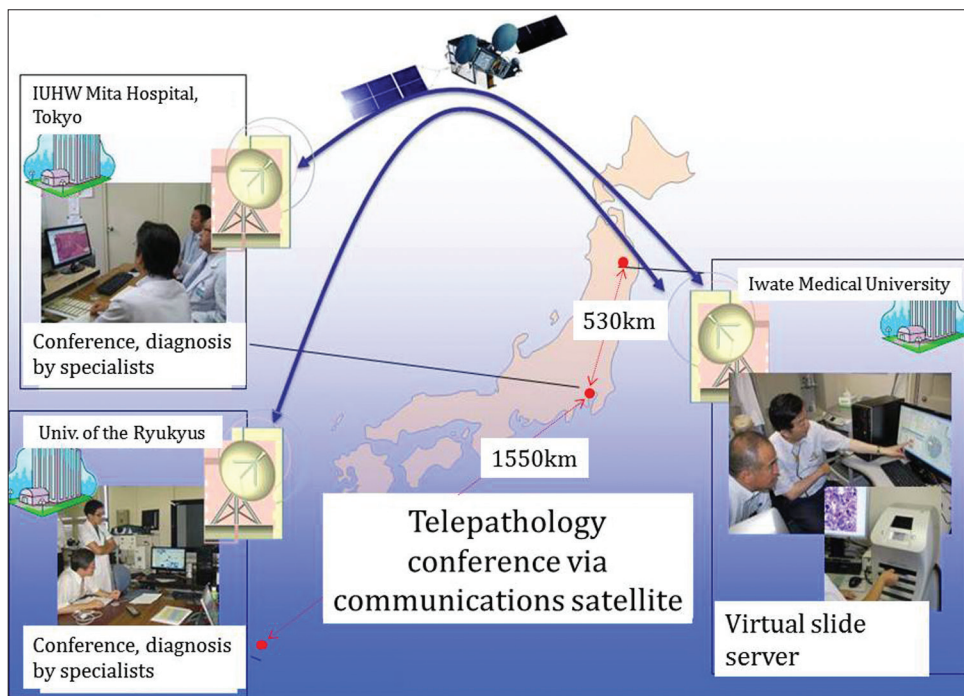 IUHW Mita Hospital,
Tokyo
Conference, diagnosis
by specialists
Univ. of the Ryukyus
Conference, diagnosis
by specialists
530km
1550km
Telepathology
conference via
communications satellite
Iwate Medical University
Virtual slide
server